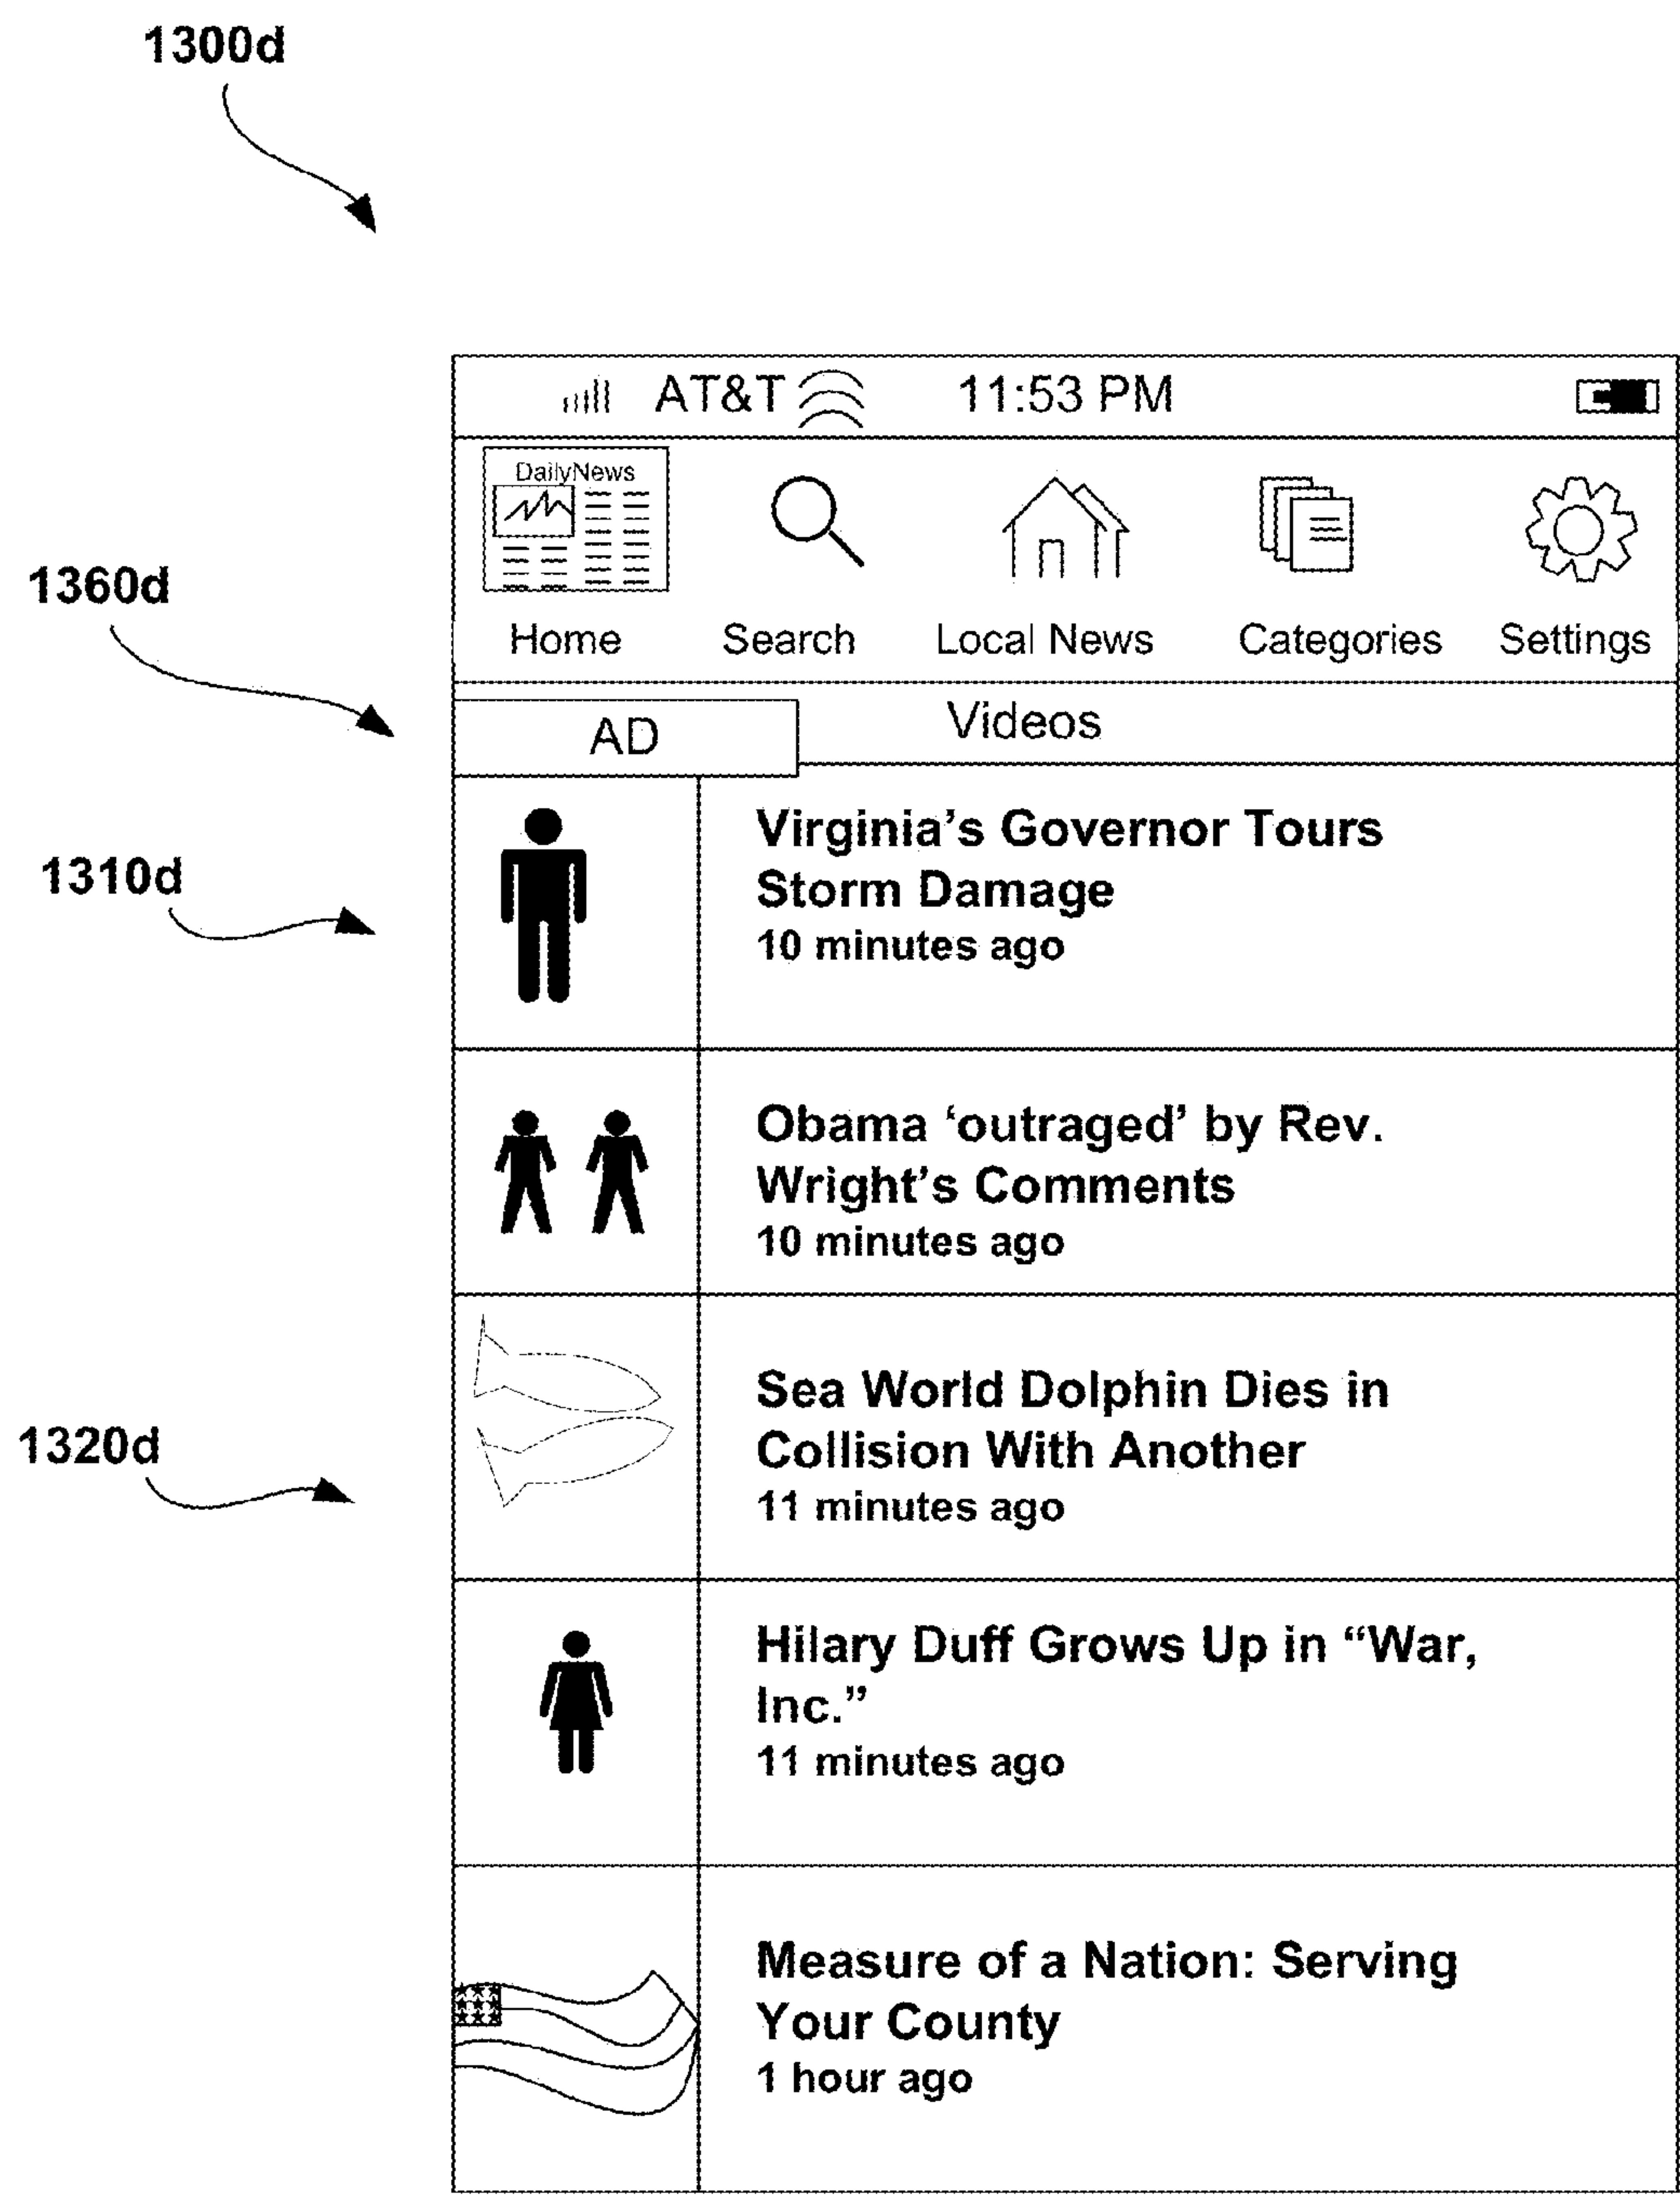 1300d
AT&T 11:53 PM
DailyNews
1360d
Home Search Local News Categories Settings
AD Videos
1310d
Virginia's Governor Tours
Storm Damage
10 minutes ago
Obama ‘outraged’ by Rev.
Wright's Comments
10 minutes ago
1320d
Sea World Dolphin Dies in
Collision With Another
11 minutes ago
Hilary Duff Grows Up in “War,
Inc.”
11 minutes ago
Measure of a Nation: Serving
Your County
1 hour ago